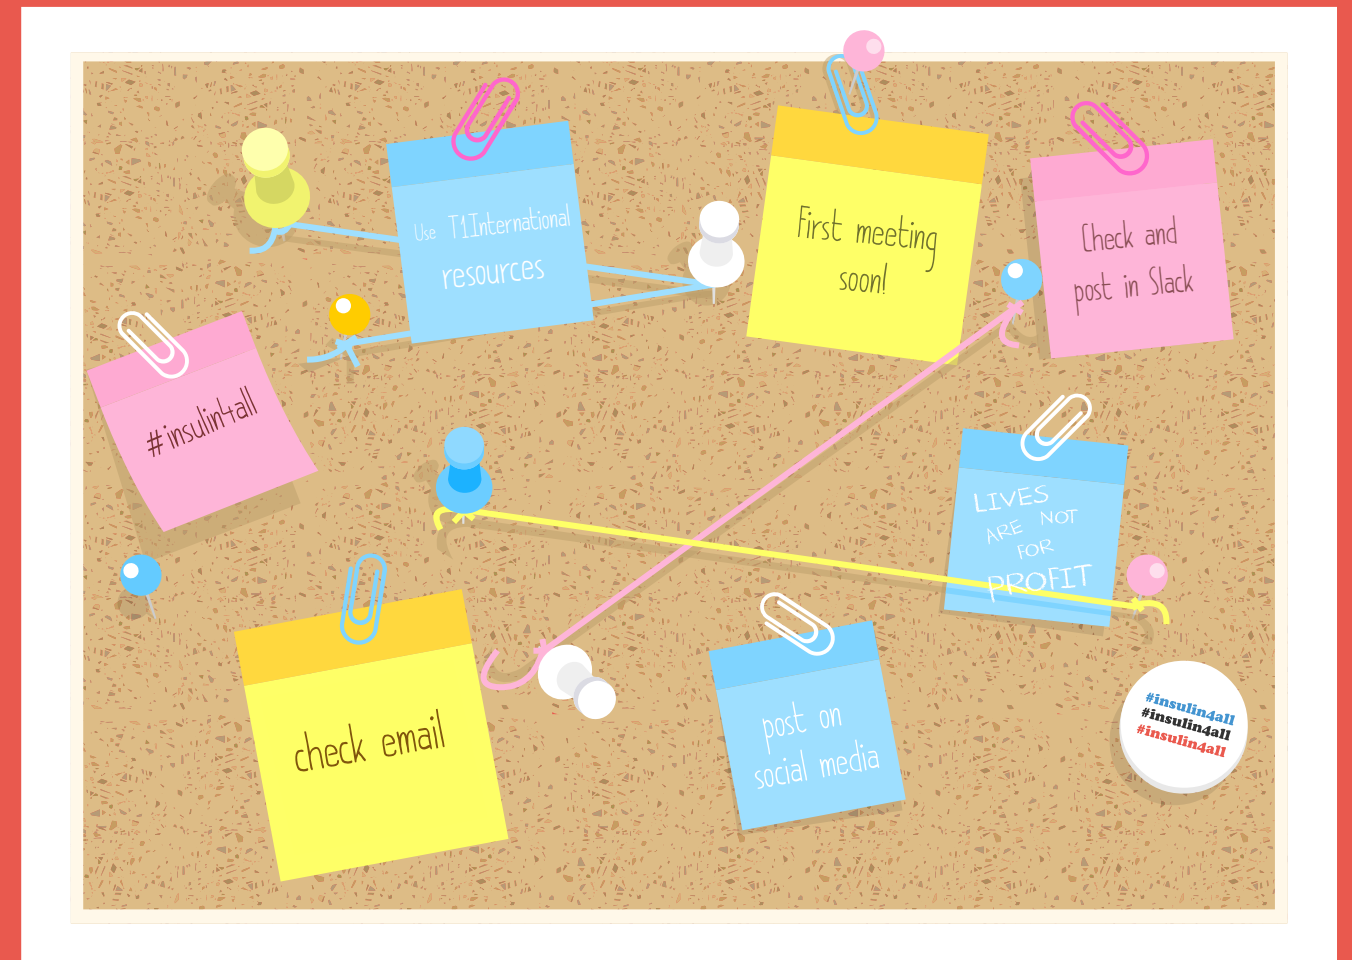 Use T1International
resources
First meeting
soon!
Check and
post in Slack
#insulin4all
LIVES
ARE NOT
FOR
PROFIT
check email
post on
social media
#insulin4all
#insulin4all
#insulin4all